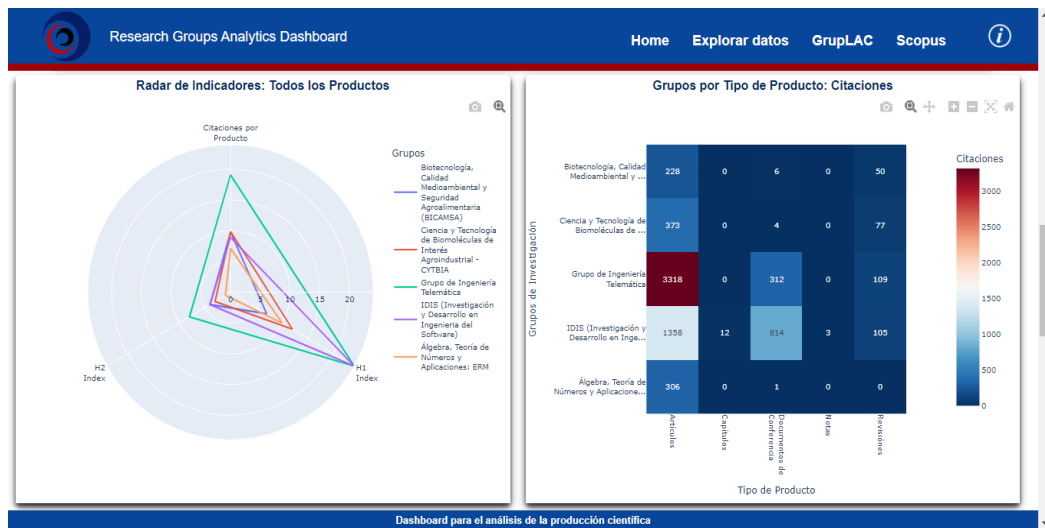 Research Groups Analytics Dashboard
Home Explorar datos GrupLAC Scopus
i
Radar de Indicadores: Todos los Productos
Citaciones por
Producto
0 5 10 15 20
H2
Index
H1
Index
Grupos
Biotecnología,
Calidad
Medioambiental y
Seguridad
Agroalimentaria
(BICAMSA)
Ciencia y Tecnología
de Biomoléculas de
Interés
Agroindustrial -
CYTBIA
Grupo de Ingeniería
Telemática
IDIS (Investigación
y Desarrollo en
Ingenieria del
Software)
Álgebra, Teoría de
Números y
Aplicaciones: ERM
Grupos por Tipo de Producto: Citaciones
Grupos de Investigación
Biotecnología, Calidad
Medioambiental y ...
228 0 6 0 50
Ciencia y Tecnología de
Biomoléculas de ...
373 0 4 0 77
Grupo de Ingeniería
Telemática
3318 0 312 0 109
IDIS (Investigación y
Desarrollo en Inge...
1358 12 814 3 105
Álgebra, Teoría de
Números y Aplicacione...
306 0 1 0 0
Artículos
Capítulos
Documentos de
Conferencia
Notas
Revisiónes
Tipo de Producto
Citaciones
3000
2500
2000
1500
1000
500
0
Dashboard para el análisis de la producción científica